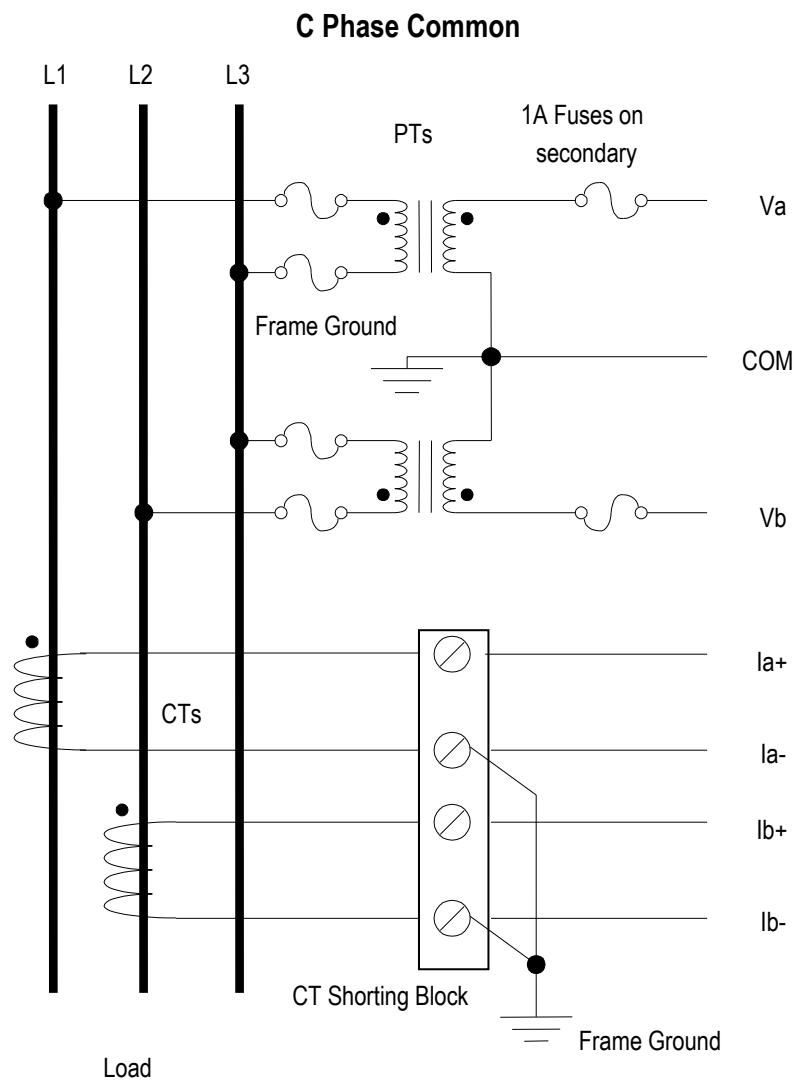 C Phase Common
L1
L2
L3
PTs
1A Fuses on
secondary
Va
Frame Ground
COM
Vb
Ia+
CTs
Ia-
Ib+
Ib-
CT Shorting Block
Frame Ground
Load